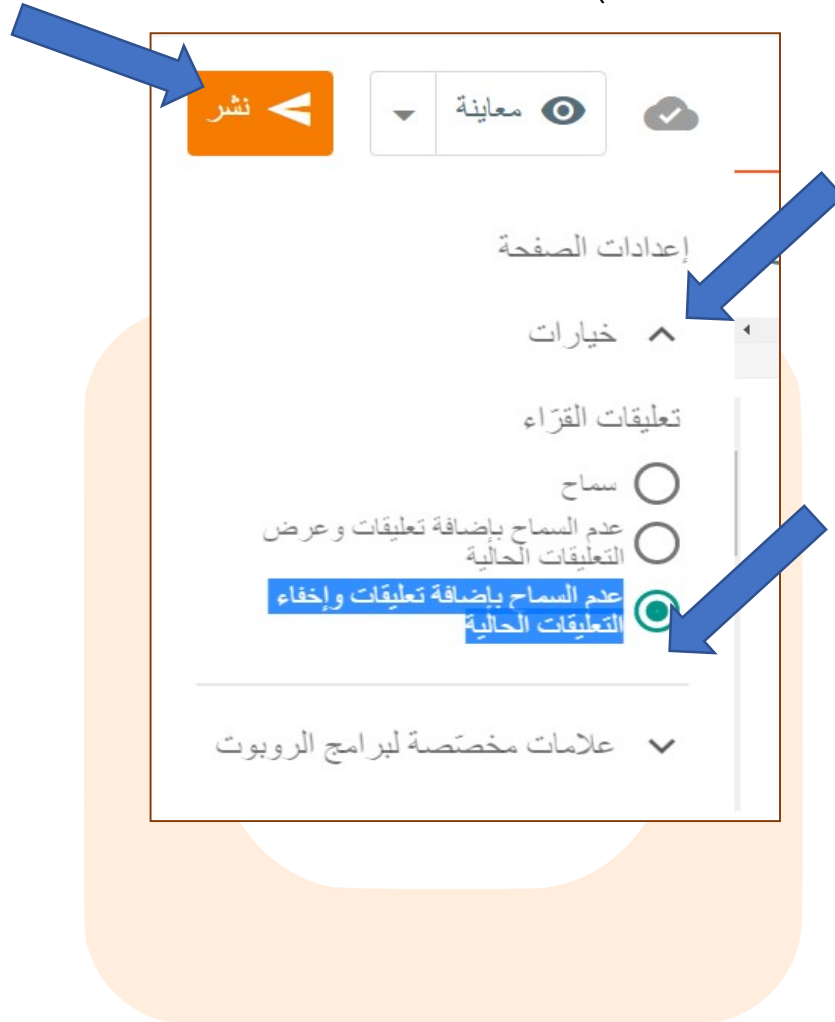 معاينة
نشر
إعدادات الصفحة
خيارات
تعليقات القرّاء
سماح
عدم السماح بإضافة تعليقات وعرض
التعليقات الحالية
عدم السماح بإضافة تعليقات وإخفاء
التعليقات الحالية
علامات مخصّصة لبرامج الروبوت